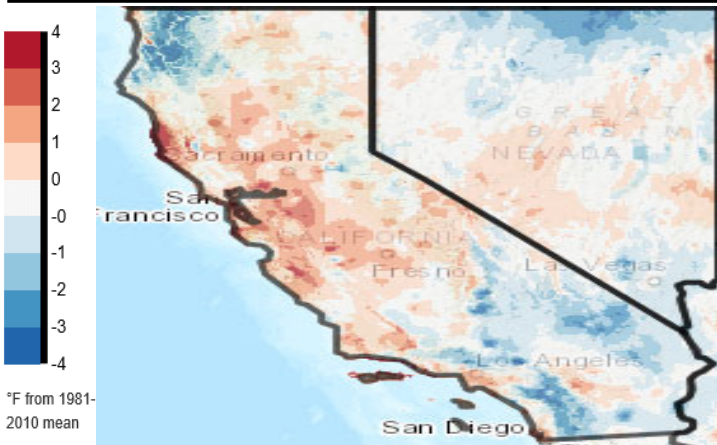 4
3
2
1
0
-0
-1
-2
-3
-4
°F from 1981-
2010 mean
GREAT
BASIN
NEVADA
Sacramento
San
Francisco
CALIFORNIA
Fresno
Las Vegas
Los Angeles
San Diego